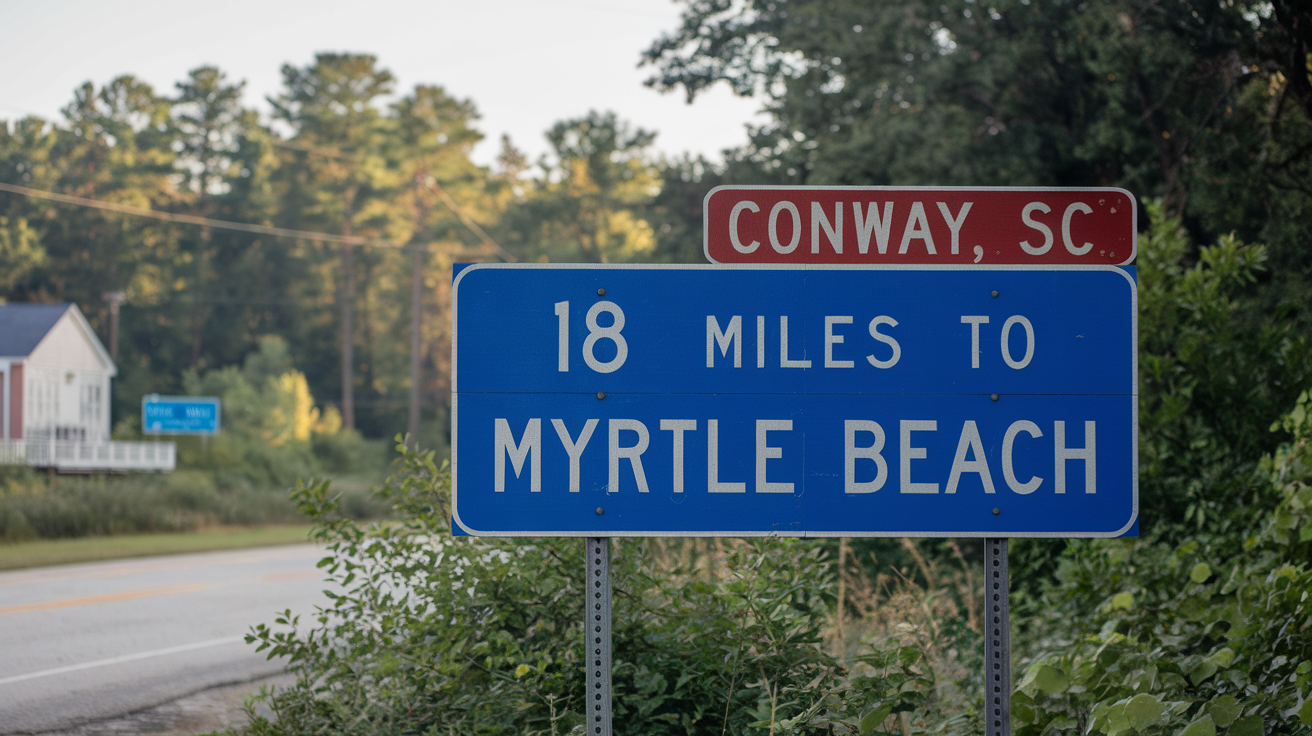 CONWAY, SC
18 MILES TO
MYRTLE BEACH